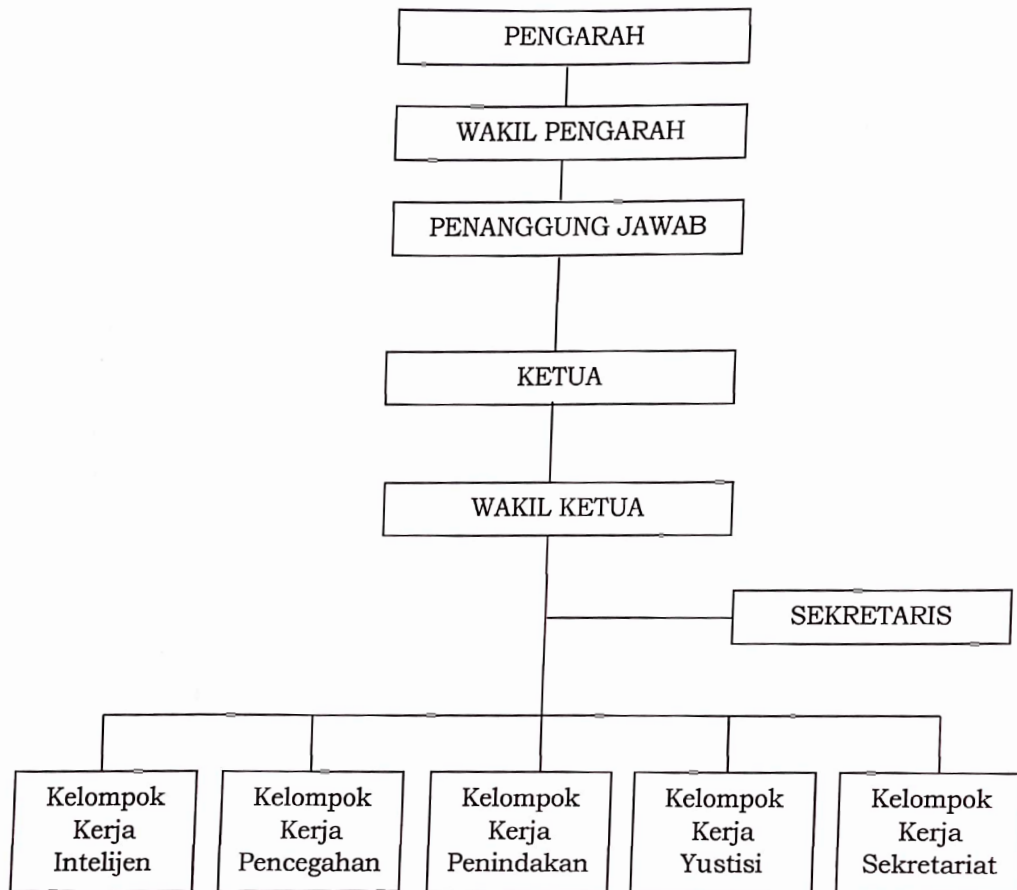 PENGARAH
WAKIL PENGARAH
PENANGGUNG JAWAB
KETUA
WAKIL KETUA
SEKRETARIS
Kelompok
Kerja
Intelijen
Kelompok
Kerja
Pencegahan
Kelompok
Kerja
Penindakan
Kelompok
Kerja
Yustisi
Kelompok
Kerja
Sekretariat